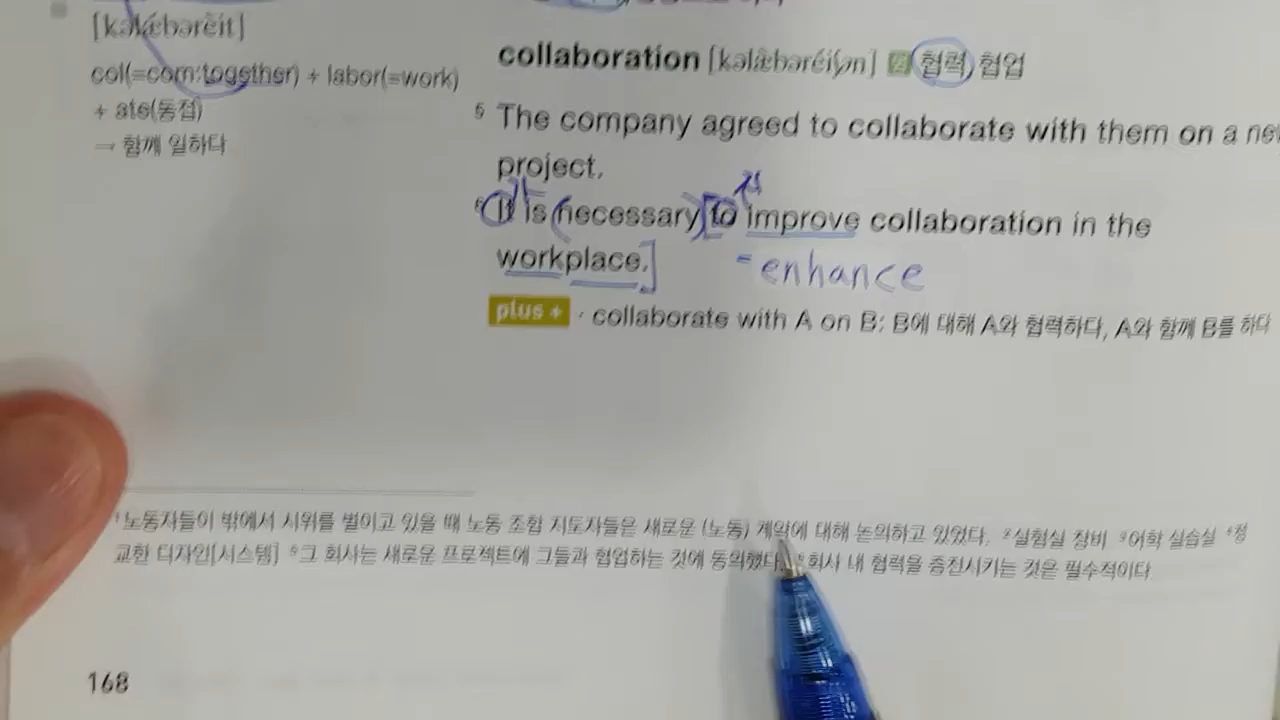 [kəlǽbərèit]
col(=com:together) + labor(=work)
+ ate(동접)
→ 함께 일하다
collaboration [kəlæ̀bəréiʃən] 명 협력, 협업
5 The company agreed to collaborate with them on a ne
project.
6 It is necessary to improve collaboration in the
workplace.
= enhance
plus + · collaborate with A on B: B에 대해 A와 협력하다, A와 함께 B를 하다
1 노동자들이 밖에서 시위를 벌이고 있을 때 노동 조합 지도자들은 새로운 (노동) 계약에 대해 논의하고 있었다. 2 실험실 장비 3 어학 실습실 4 정
교한 디자인[시스템] 5 그 회사는 새로운 프로젝트에 그들과 협업하는 것에 동의했다. 6 회사 내 협력을 증진시키는 것은 필수적이다.
168